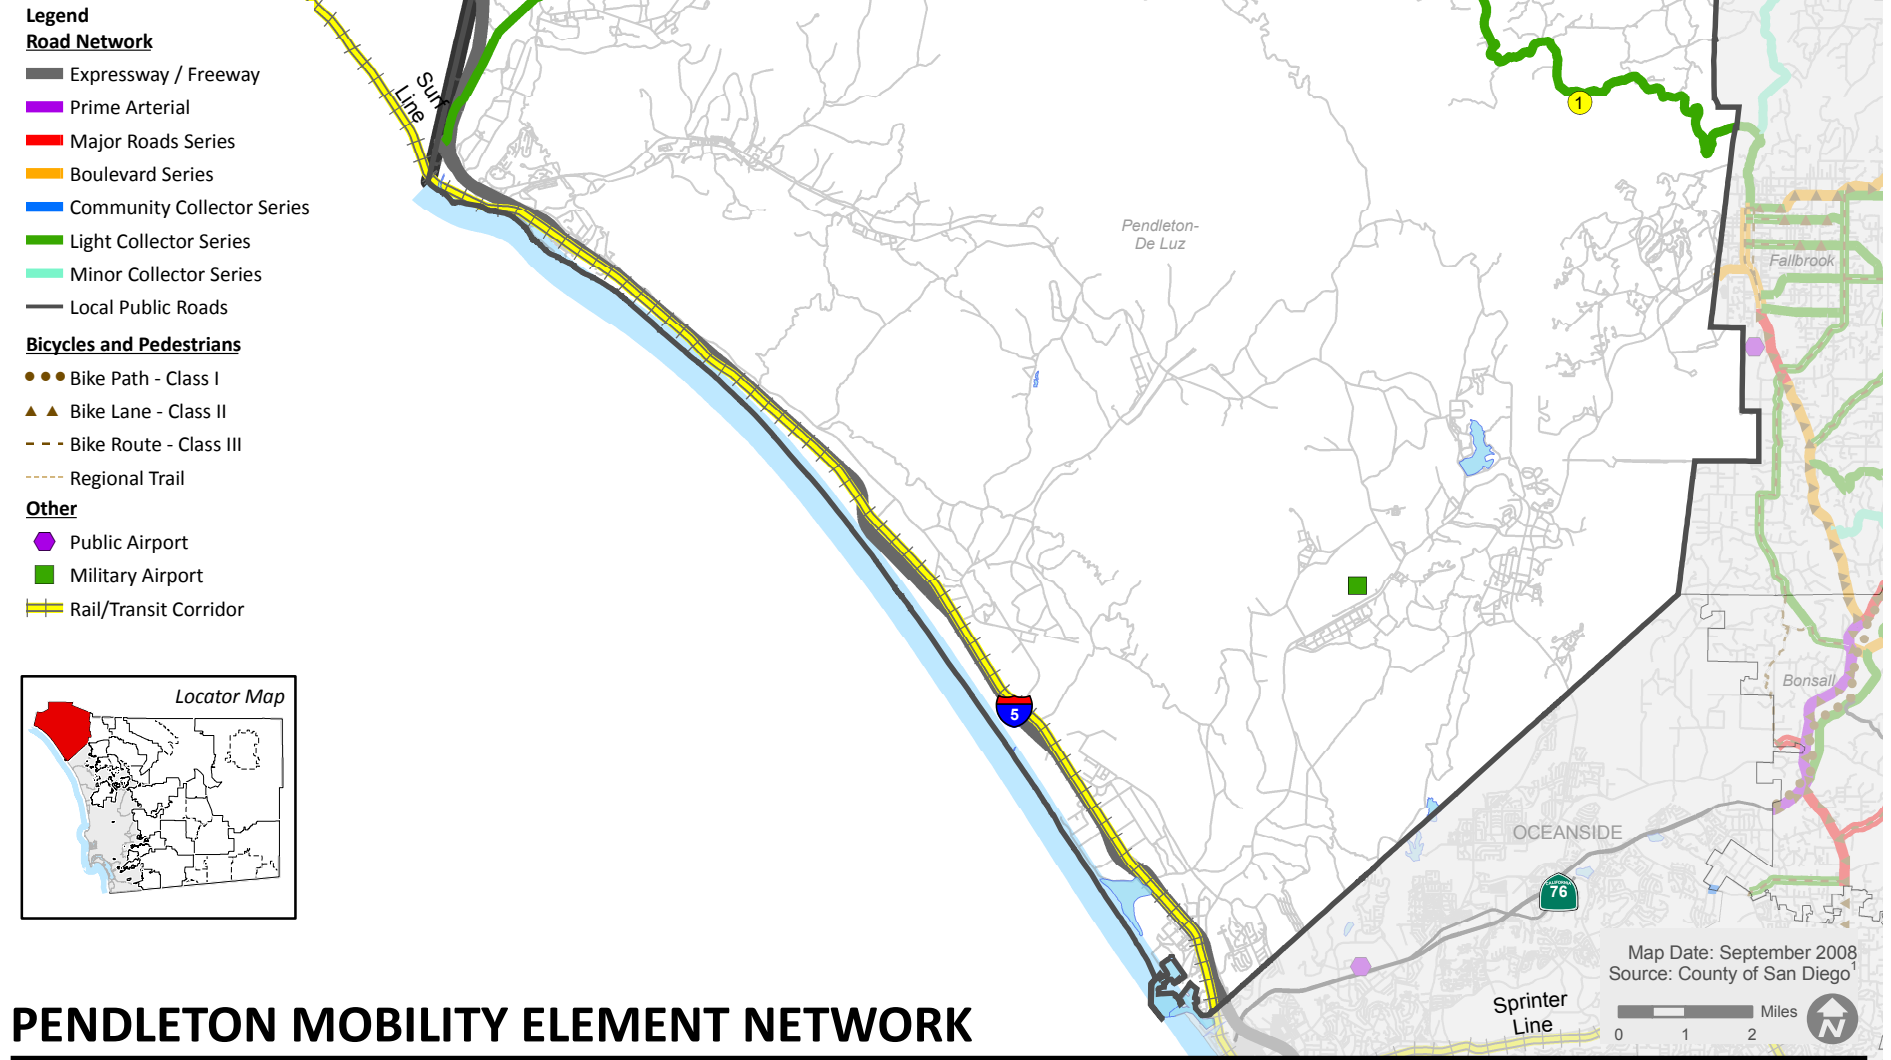 Legend
Road Network
Expressway / Freeway
Prime Arterial
Major Roads Series
Boulevard Series
Community Collector Series
Light Collector Series
Minor Collector Series
Local Public Roads
Bicycles and Pedestrians
Bike Path - Class I
Bike Lane - Class II
Bike Route - Class III
Regional Trail
Other
Public Airport
Military Airport
Rail/Transit Corridor
Locator Map
Surf
Line
1
Pendleton-
De Luz
Fallbrook
5
Bonsall
OCEANSIDE
CALIFORNIA
76
Sprinter
Line
Map Date: September 2008
Source: County of San Diego1
Miles
0 1 2
N
PENDLETON MOBILITY ELEMENT NETWORK